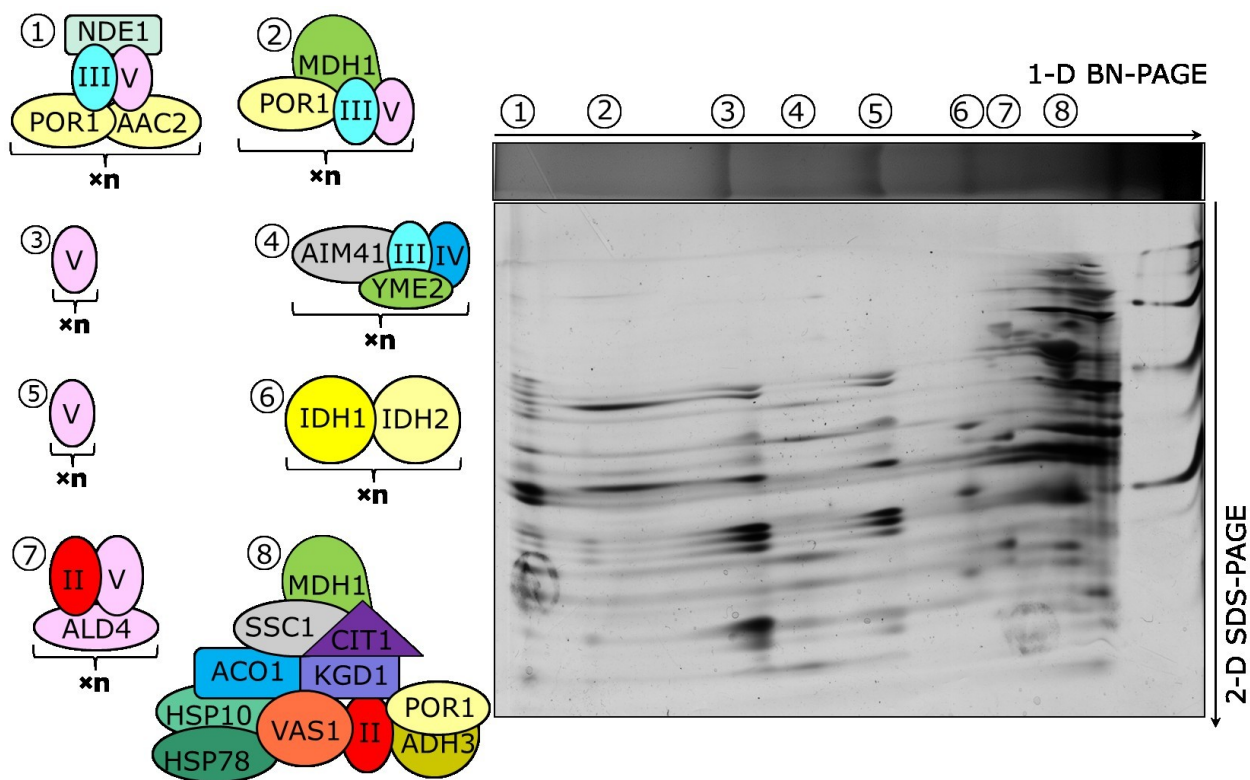 ① NDE1
III V
POR1 AAC2
×n
② MDH1
POR1 III V
×n
③ V
×n
④ AIM41 III IV
YME2
×n
⑤ V
×n
⑥ IDH1 IDH2
×n
⑦ II V
ALD4
×n
⑧ MDH1
SSC1 CIT1
ACO1 KGD1
HSP10 VAS1 II POR1
HSP78 ADH3
1-D BN-PAGE
① ② ③ ④ ⑤ ⑥ ⑦ ⑧
2-D SDS-PAGE